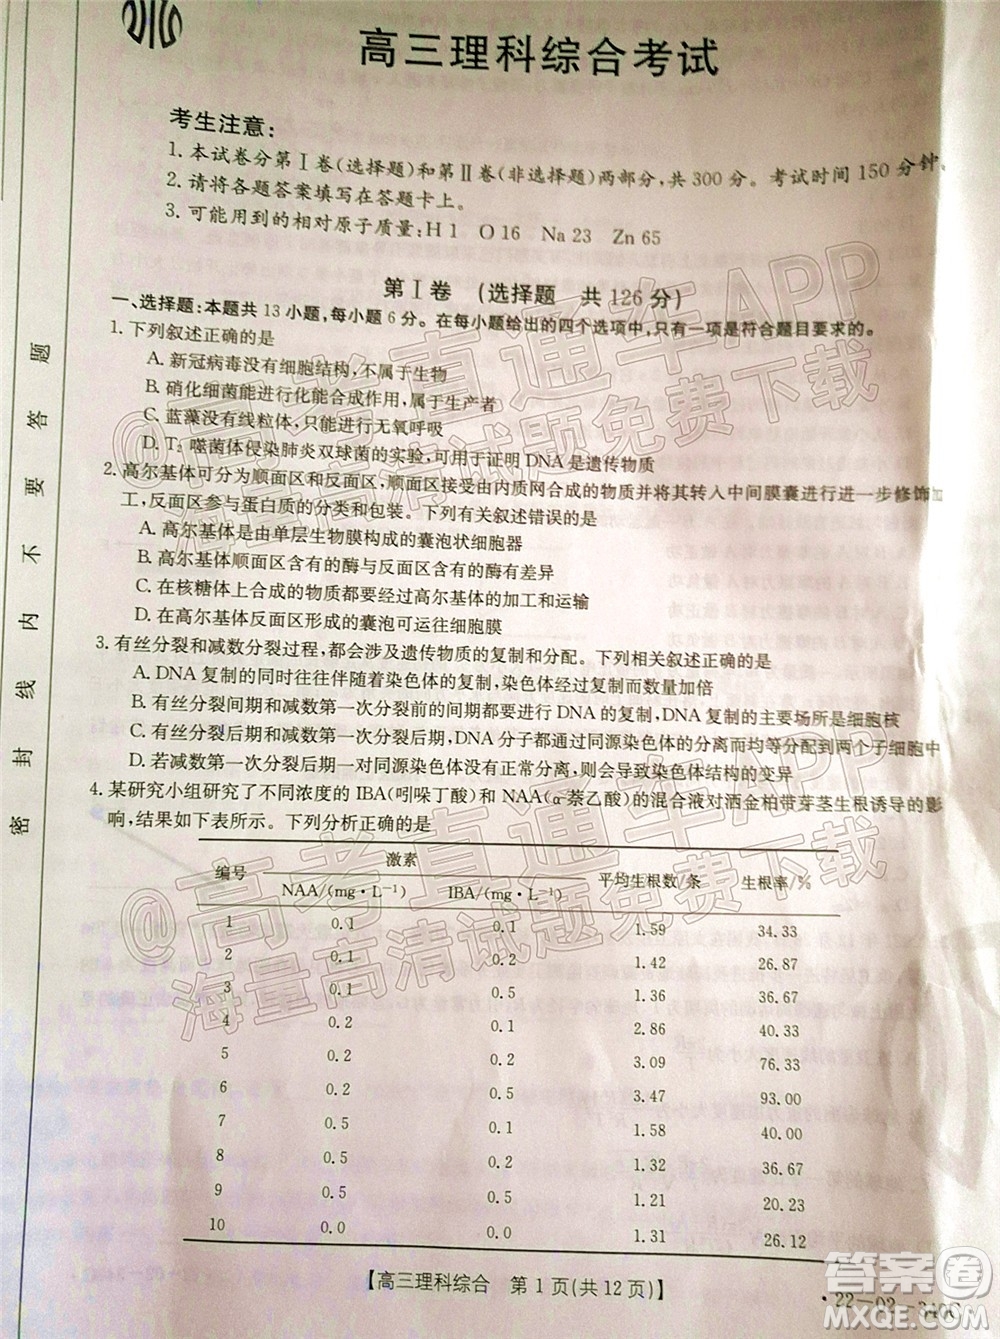 高三理科综合考试
考生注意:
1. 本试卷分第Ⅰ卷(选择题)和第Ⅱ卷(非选择题)两部分,共300分。考试时间150分钟。
2. 请将各题答案填写在答题卡上。
3. 可能用到的相对原子质量:H 1 O 16 Na 23 Zn 65
第Ⅰ卷 (选择题 共126分)
一、选择题:本题共13小题,每小题6分。在每小题给出的四个选项中,只有一项是符合题目要求的。
1. 下列叙述正确的是
A. 新冠病毒没有细胞结构,不属于生物
B. 硝化细菌能进行化能合成作用,属于生产者
C. 蓝藻没有线粒体,只能进行无氧呼吸
D. T₂ 噬菌体侵染肺炎双球菌的实验,可用于证明DNA是遗传物质
2. 高尔基体可分为顺面区和反面区,顺面区接受由内质网合成的物质并将其转入中间膜囊进一步修饰加
工,反面区参与蛋白质的分类和包装。下列有关叙述错误的是
A. 高尔基体是由单层生物膜构成的囊泡状细胞器
B. 高尔基体顺面区含有的酶与反面区含有的酶有差异
C. 在核糖体上合成的物质都要经过高尔基体的加工和运输
D. 在高尔基体反面区形成的囊泡可运往细胞膜
3. 有丝分裂和减数分裂过程,都会涉及遗传物质的复制和分配。下列相关叙述正确的是
A. DNA复制的同时往往伴随着染色体的复制,染色体经过复制而数量加倍
B. 有丝分裂间期和减数第一次分裂前的间期都要进行DNA的复制,DNA复制的主要场所是细胞核
C. 有丝分裂后期和减数第一次分裂后期,DNA分子都通过同源染色体的分离而均等分配到两个子细胞中
D. 若减数第一次分裂后期一对同源染色体没有正常分离,则会导致染色体结构的变异
4. 某研究小组研究了不同浓度的IBA(吲哚丁酸)和NAA(α-萘乙酸)的混合液对洒金柏带芽茎生根诱导的影
响,结果如下表所示。下列分析正确的是
编号 激素 平均生根数/条 生根率/%
NAA/(mg·L⁻¹) IBA/(mg·L⁻¹)
1 0.1 0.1 1.59 34.33
2 0.1 0.2 1.42 26.87
3 0.1 0.5 1.36 36.67
4 0.2 0.1 2.86 40.33
5 0.2 0.2 3.09 76.33
6 0.2 0.5 3.47 93.00
7 0.5 0.1 1.58 40.00
8 0.5 0.2 1.32 36.67
9 0.5 0.5 1.21 20.23
10 0.0 0.0 1.31 26.12
【高三理科综合 第1页(共12页)】
·22-02-340C
密封线内不要答题
@高考直通车APP
海量高清试题免费下载
@高考直通车APP
海量高清试题免费下载
答案圈
MXQE.COM